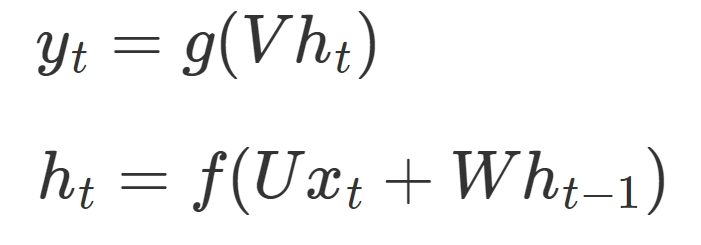 y_t = g(Vh_t)
h_t = f(Ux_t + Wh_{t-1})